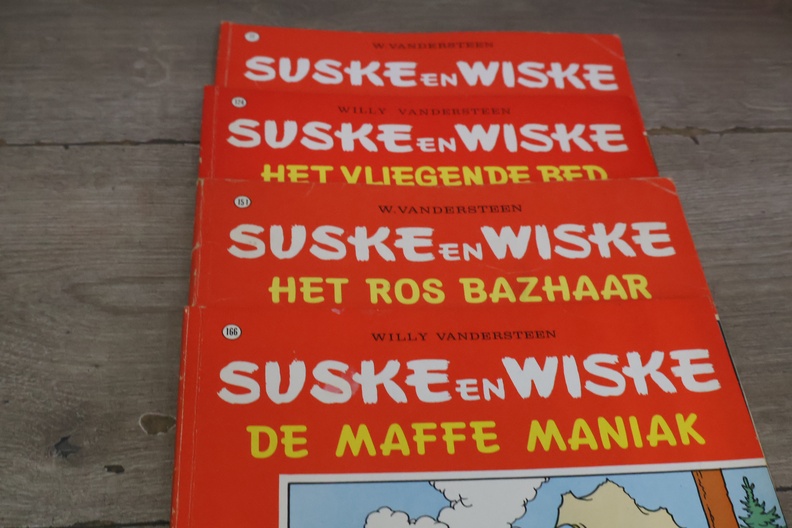 W. VANDERSTEEN
SUSKE EN WISKE
124
WILLY VANDERSTEEN
SUSKE EN WISKE
HET VLIEGENDE BED
151
W. VANDERSTEEN
SUSKE EN WISKE
HET ROS BAZHAAR
166
WILLY VANDERSTEEN
SUSKE EN WISKE
DE MAFFE MANIAK